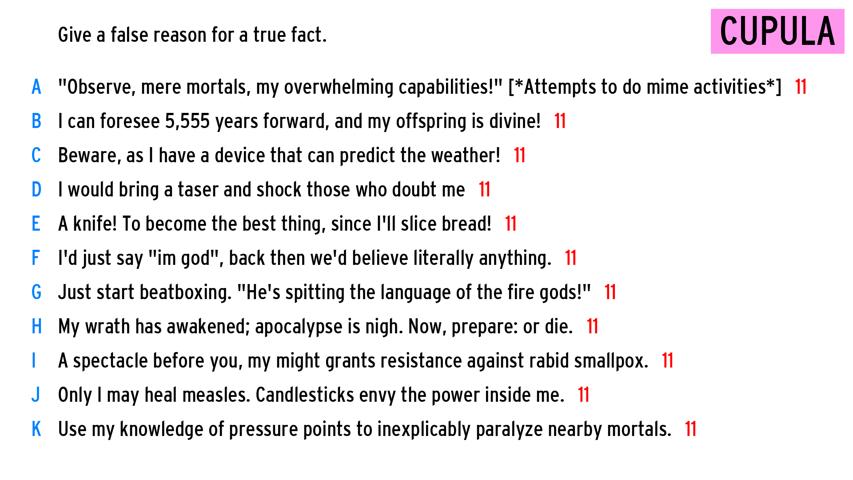 Give a false reason for a true fact.
CUPULA
A "Observe, mere mortals, my overwhelming capabilities!" [*Attempts to do mime activities*] 11
B I can foresee 5,555 years forward, and my offspring is divine! 11
C Beware, as I have a device that can predict the weather! 11
D I would bring a taser and shock those who doubt me 11
E A knife! To become the best thing, since I'll slice bread! 11
F I'd just say "im god", back then we'd believe literally anything. 11
G Just start beatboxing. "He's spitting the language of the fire gods!" 11
H My wrath has awakened; apocalypse is nigh. Now, prepare: or die. 11
I A spectacle before you, my might grants resistance against rabid smallpox. 11
J Only I may heal measles. Candlesticks envy the power inside me. 11
K Use my knowledge of pressure points to inexplicably paralyze nearby mortals. 11